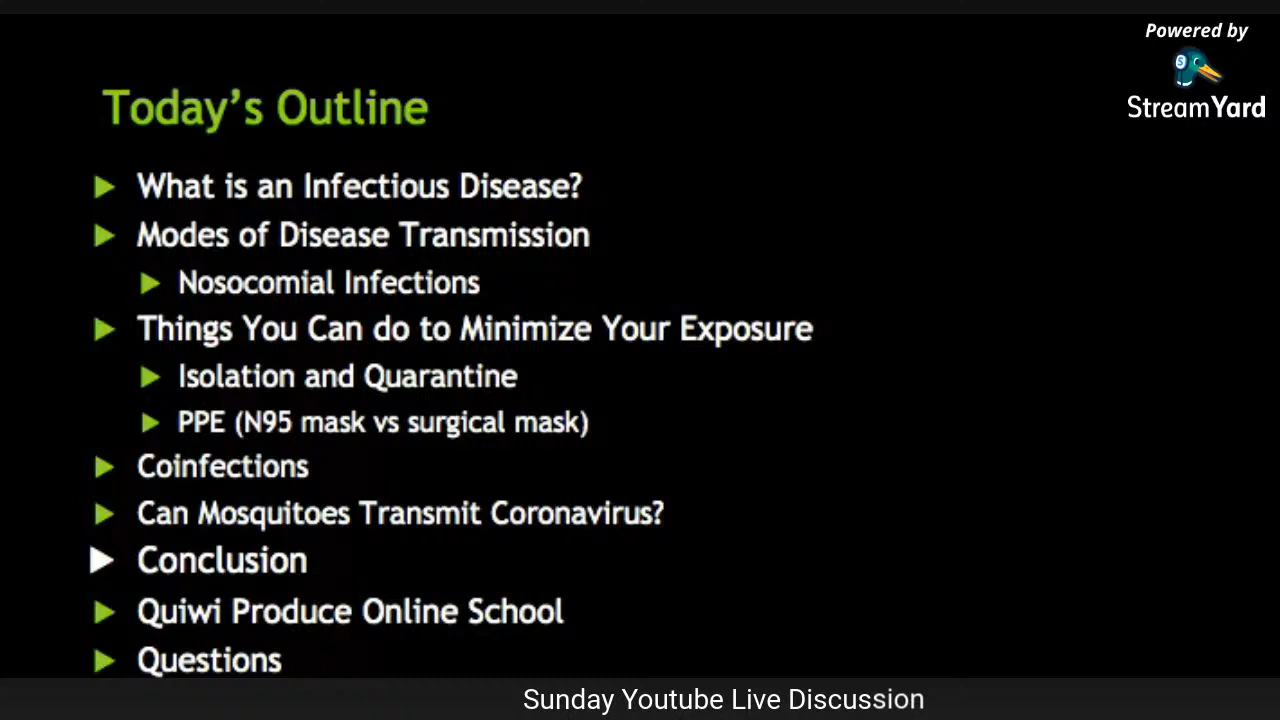 Powered by
StreamYard
Today's Outline
What is an Infectious Disease?
Modes of Disease Transmission
Nosocomial Infections
Things You Can do to Minimize Your Exposure
Isolation and Quarantine
PPE (N95 mask vs surgical mask)
Coinfections
Can Mosquitoes Transmit Coronavirus?
Conclusion
Quiwi Produce Online School
Questions
Sunday Youtube Live Discussion